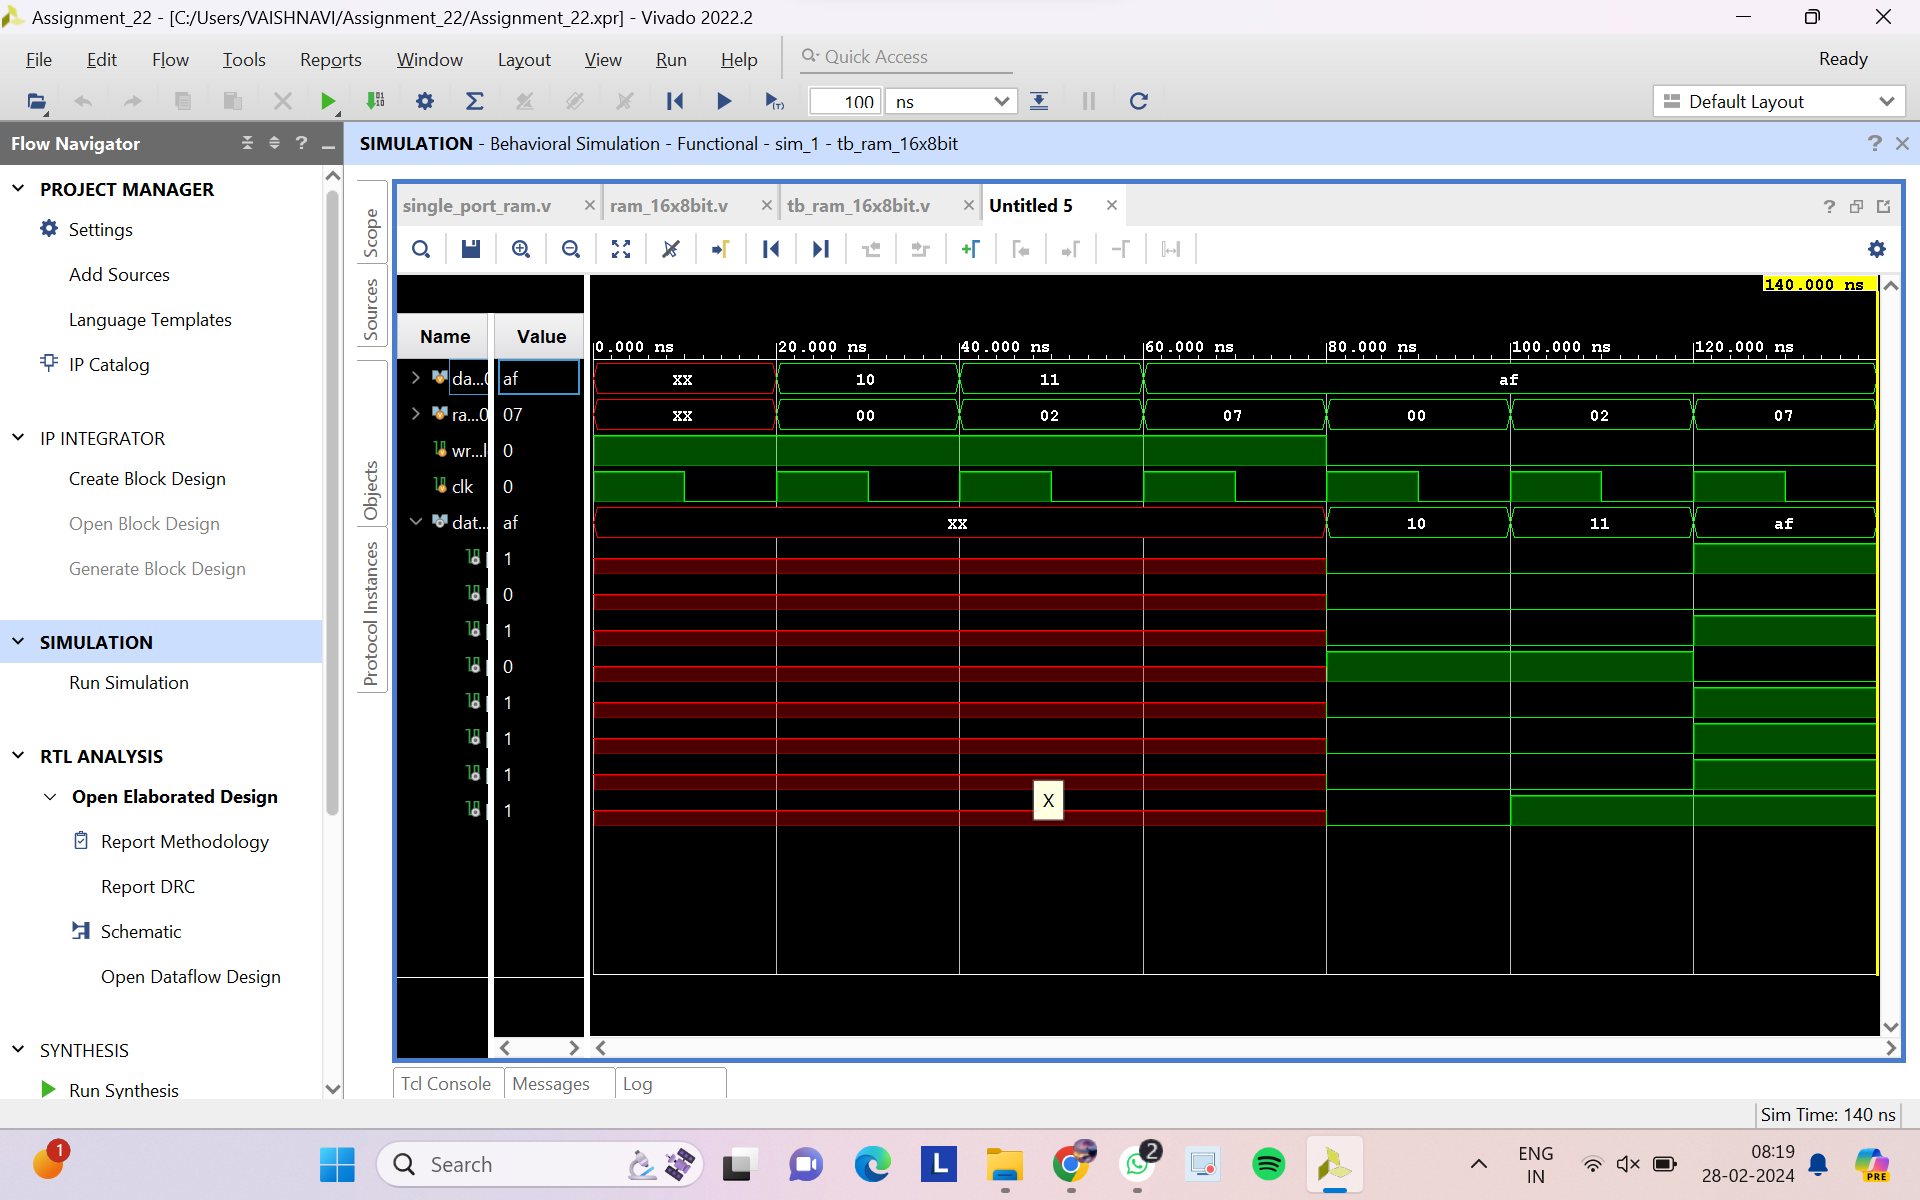 Assignment_22 - [C:/Users/VAISHNAVI/Assignment_22/Assignment_22.xpr] - Vivado 2022.2
File Edit Flow Tools Reports Window Layout View Run Help Quick Access Ready
100 ns Default Layout
Flow Navigator
SIMULATION - Behavioral Simulation - Functional - sim_1 - tb_ram_16x8bit
PROJECT MANAGER
Settings
Add Sources
Language Templates
IP Catalog
IP INTEGRATOR
Create Block Design
Open Block Design
Generate Block Design
SIMULATION
Run Simulation
RTL ANALYSIS
Open Elaborated Design
Report Methodology
Report DRC
Schematic
Open Dataflow Design
SYNTHESIS
Run Synthesis
Scope
Sources
Objects
Protocol Instances
single_port_ram.v ram_16x8bit.v tb_ram_16x8bit.v Untitled 5
140.000 ns
Name Value
0.000 ns 20.000 ns 40.000 ns 60.000 ns 80.000 ns 100.000 ns 120.000 ns
da...0 af XX 10 11 af
ra...0 07 XX 00 02 07 00 02 07
wr...l 0
clk 0
dat... af XX 10 11 af
1
0
1
0
1
1
1
1
X
Tcl Console Messages Log
Sim Time: 140 ns
1
Search
L
2
PRE
ENG
IN
08:19
28-02-2024